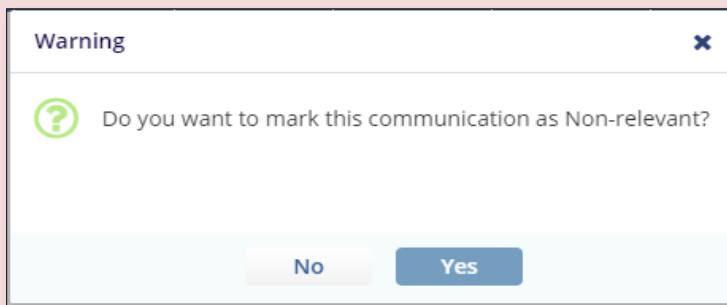 Warning
Do you want to mark this communication as Non-relevant?
No
Yes